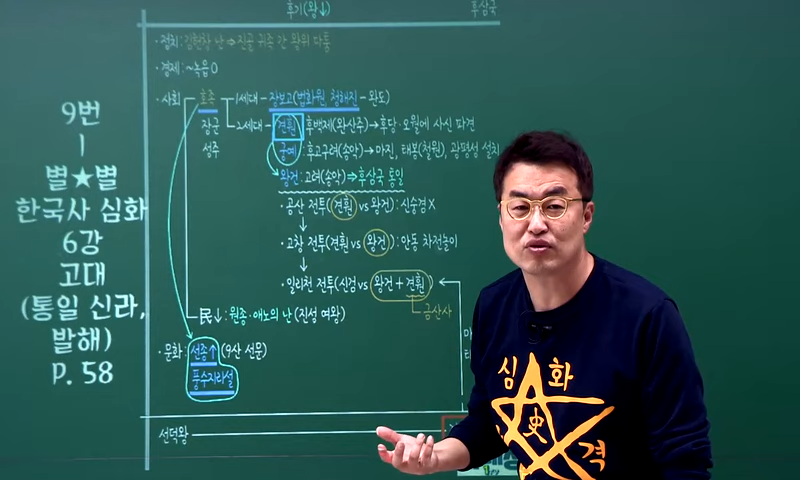 후기(왕↓)
후삼국
· 정치 : 김헌창 난 → 진골 귀족 간 왕위 다툼
· 경제 : ~녹읍 O
· 사회 호족 1세대 - 장보고(법화원, 청해진 - 완도)
장군
성주
2세대 - 견훤 후백제(완산주)→후당·오월에 사신 파견
궁예 : 후고구려(송악)→마진, 태봉(철원), 광평성 설치
왕건 : 고려(송악)→후삼국 통일
· 공산 전투(견훤 vs 왕건) : 신숭겸 X
· 고창 전투(견훤 vs 왕건) : 안동 차전놀이
· 일리천 전투(신검 vs 왕건 + 견훤)
금산사
民↓ : 원종·애노의 난 (진성 여왕)
· 문화 : 선종↑ (9산 선문)
풍수지리설
선덕왕
9번
별★별
한국사 심화
6강
고대
(통일 신라,
발해)
P. 58
심 화
史
격